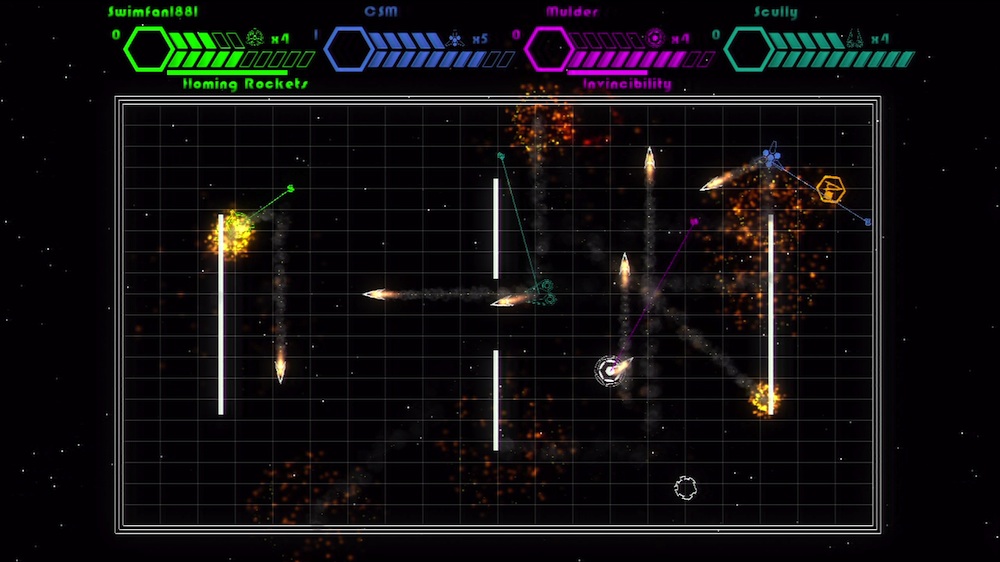 Swimfan1881 CSM Mulder Scully
0 x4 1 x5 0 x4 0 x4
Homing Rockets Invincibility